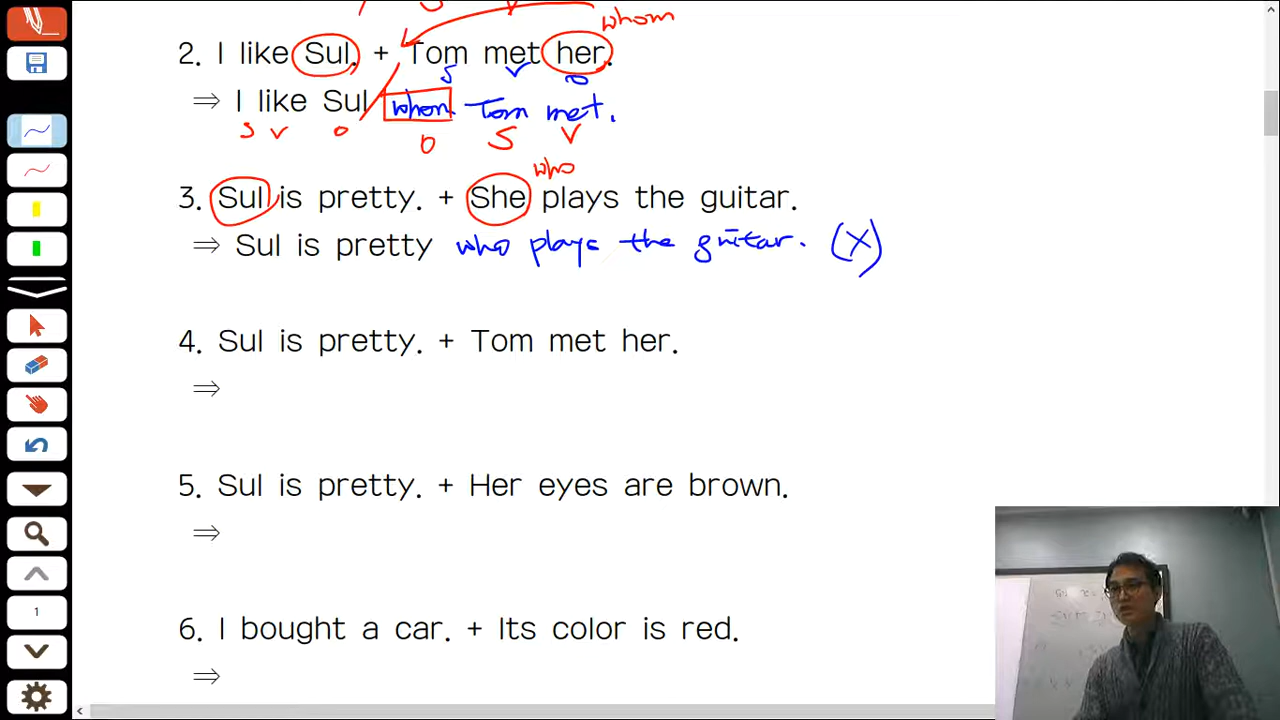 whom
2. I like Sul. + Tom met her.
S V O
⇒ I like Sul whom Tom met.
S V O O S V
who
3. Sul is pretty. + She plays the guitar.
⇒ Sul is pretty who plays the guitar. (X)
4. Sul is pretty. + Tom met her.
⇒
5. Sul is pretty. + Her eyes are brown.
⇒
6. I bought a car. + Its color is red.
⇒
1